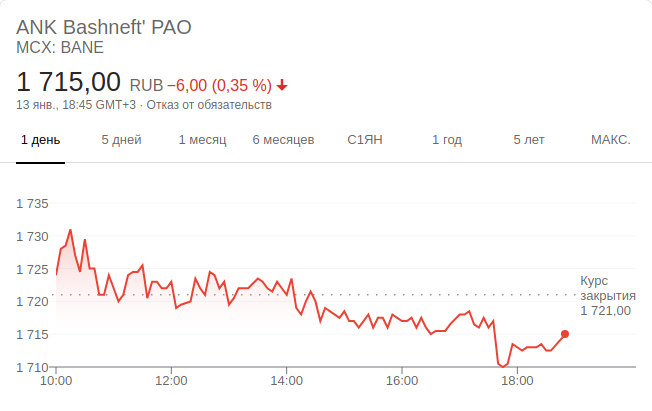 ANK Bashneft' PAO
MCX: BANE
1 715,00 RUB −6,00 (0,35 %)
13 янв., 18:45 GMT+3 · Отказ от обязательств
1 день 5 дней 1 месяц 6 месяцев С1ЯН 1 год 5 лет МАКС.
1 735
1 730
1 725
1 720
1 715
1 710
Курс
закрытия
1 721,00
10:00 12:00 14:00 16:00 18:00